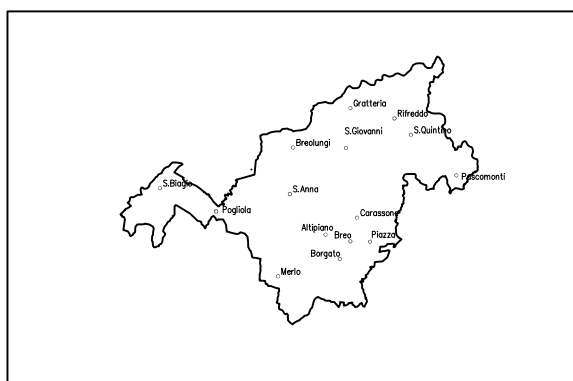 Gratteria
Rifreddo
S.Quintino
S.Giovanni
Breolungi
Pascomonti
S.Biagio
S.Anna
Pogliola
Carassone
Altipiano
Breo
Piazza
Borgato
Merlo